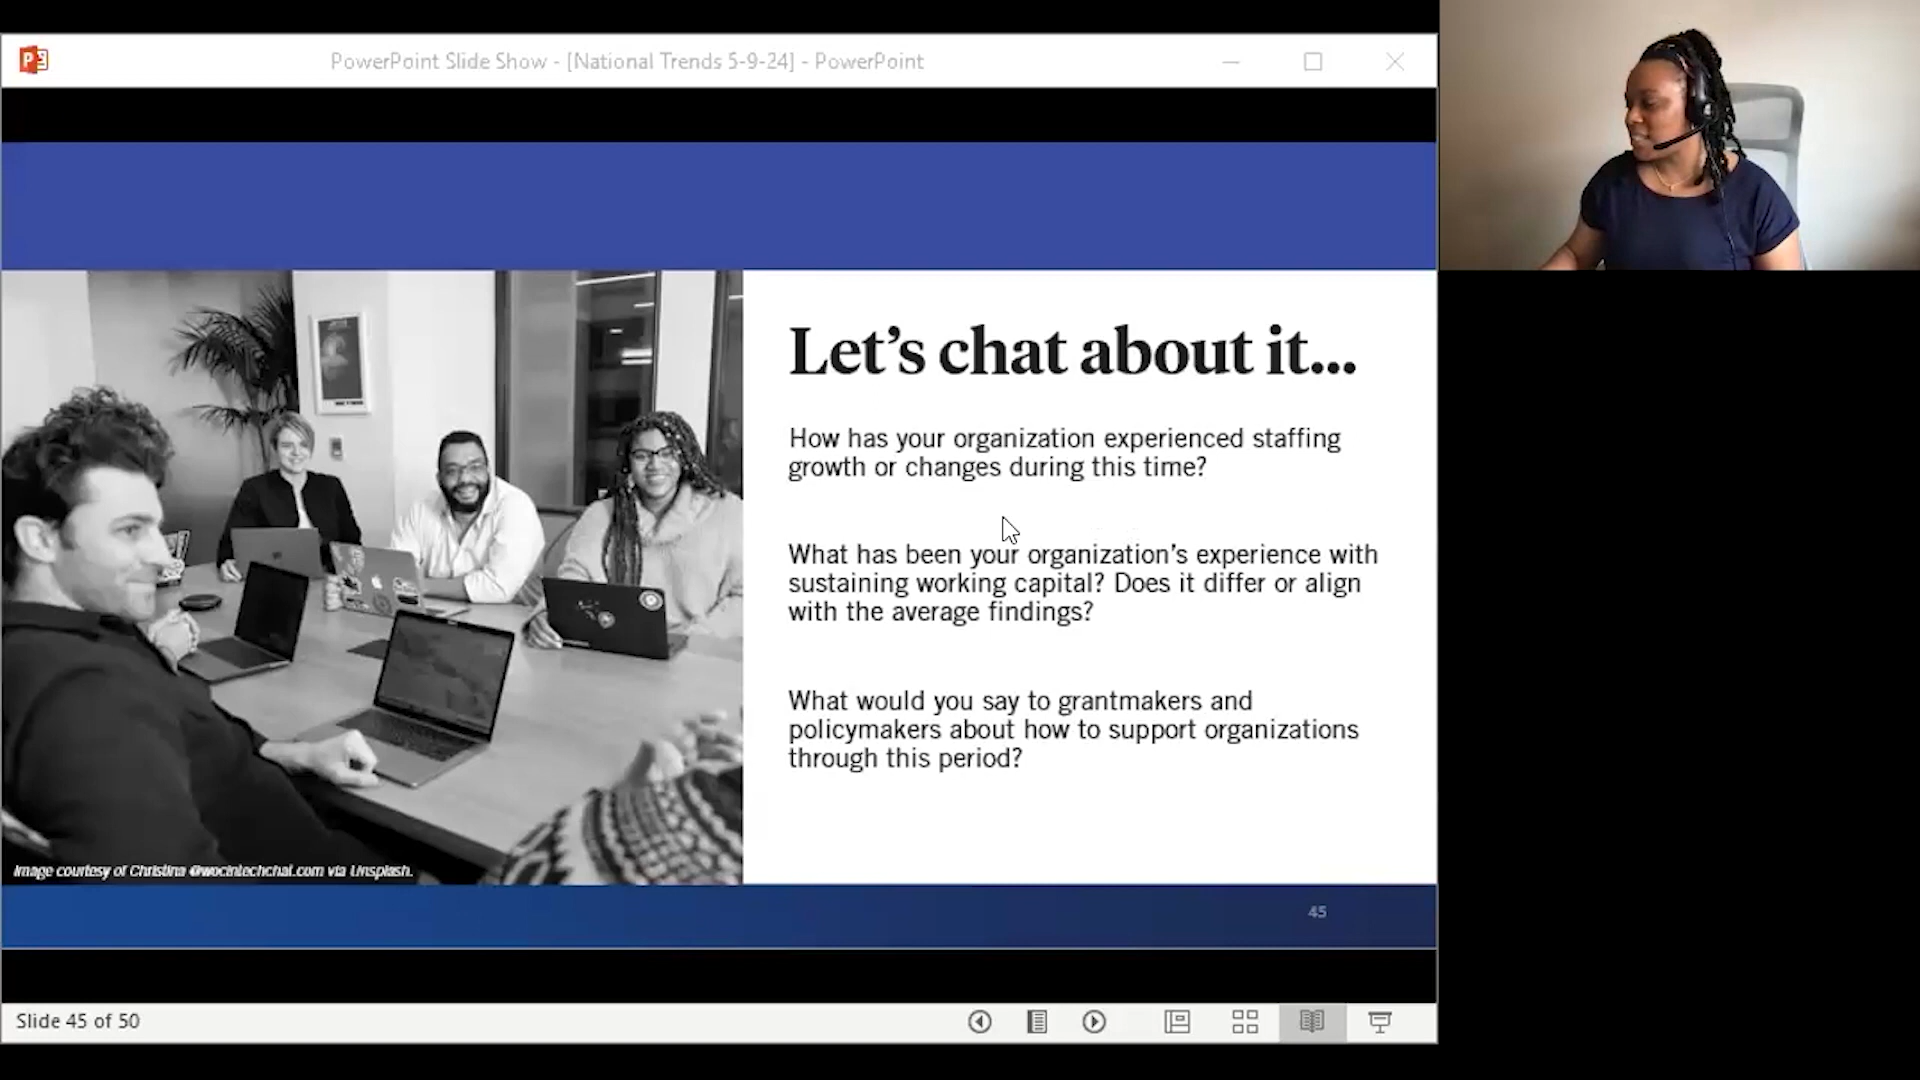 PowerPoint Slide Show - [National Trends 5-9-24] - PowerPoint
Let's chat about it...
How has your organization experienced staffing
growth or changes during this time?
What has been your organization's experience with
sustaining working capital? Does it differ or align
with the average findings?
What would you say to grantmakers and
policymakers about how to support organizations
through this period?
Image courtesy of Christina @wocintechchat.com via Unsplash.
45
Slide 45 of 50